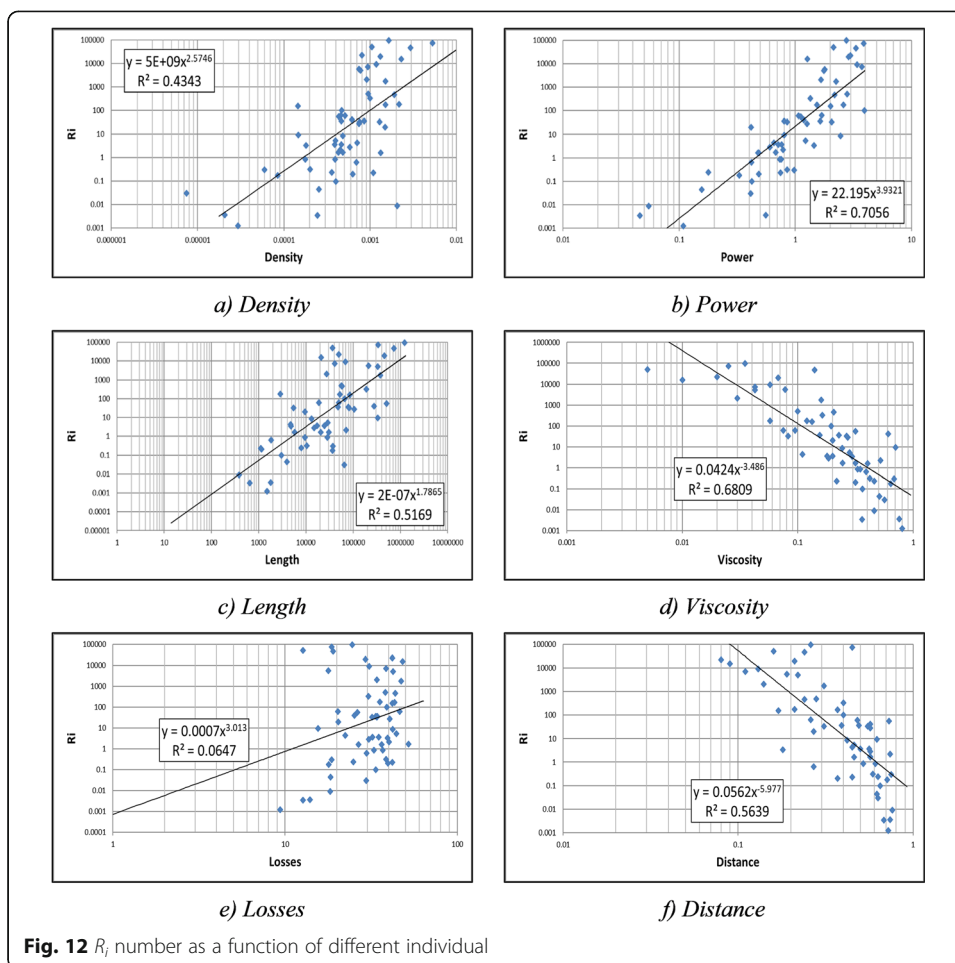 100000
10000
1000
100
10
1
0.1
0.01
0.001
Ri
y = 5E+09x^2.5746
R² = 0.4343
0.000001 0.00001 0.0001 0.001 0.01
Density
a) Density
100000
10000
1000
100
10
1
0.1
0.01
0.001
Ri
y = 22.195x^3.9321
R² = 0.7056
0.01 0.1 1 10
Power
b) Power
100000
10000
1000
100
10
1
0.1
0.01
0.001
0.0001
0.00001
Ri
y = 2E-07x^1.7865
R² = 0.5169
1 10 100 1000 10000 100000 1000000 10000000
Length
c) Length
1000000
100000
10000
1000
100
10
1
0.1
0.01
0.001
Ri
y = 0.0424x^-3.486
R² = 0.6809
0.001 0.01 0.1 1
Viscosity
d) Viscosity
100000
10000
1000
100
10
1
0.1
0.01
0.001
0.0001
Ri
y = 0.0007x^3.013
R² = 0.0647
1 10 100
Losses
e) Losses
100000
10000
1000
100
10
1
0.1
0.01
0.001
Ri
y = 0.0562x^-5.977
R² = 0.5639
0.01 0.1 1
Distance
f) Distance
Fig. 12 Ri number as a function of different individual